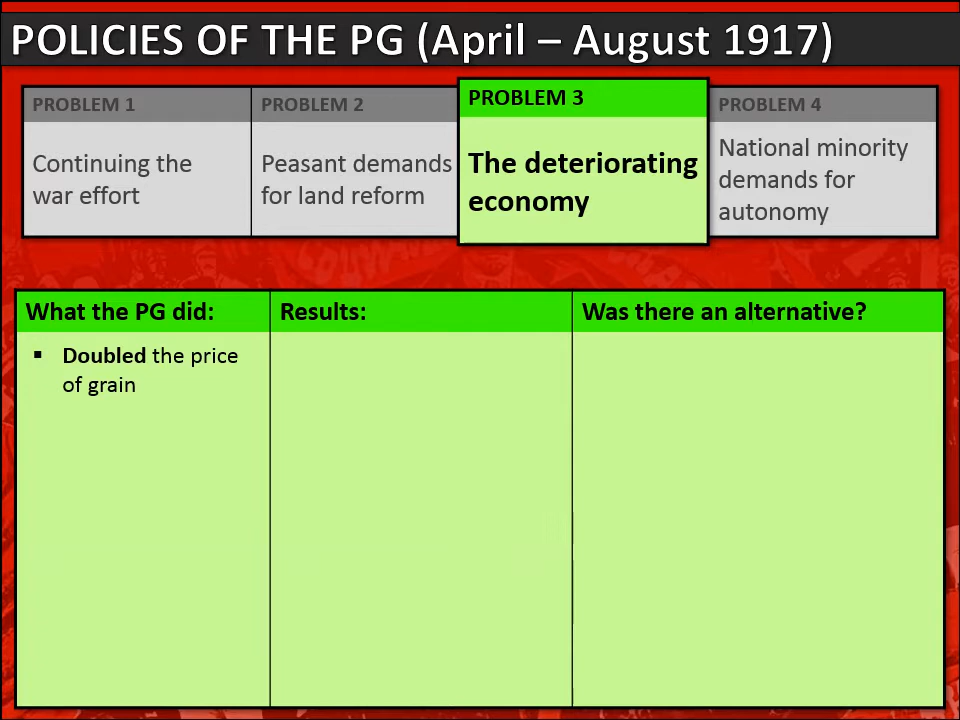 POLICIES OF THE PG (April – August 1917)
PROBLEM 1
Continuing the
war effort
PROBLEM 2
Peasant demands
for land reform
PROBLEM 3
The deteriorating
economy
PROBLEM 4
National minority
demands for
autonomy
What the PG did:
▪ Doubled the price
of grain
Results:
Was there an alternative?